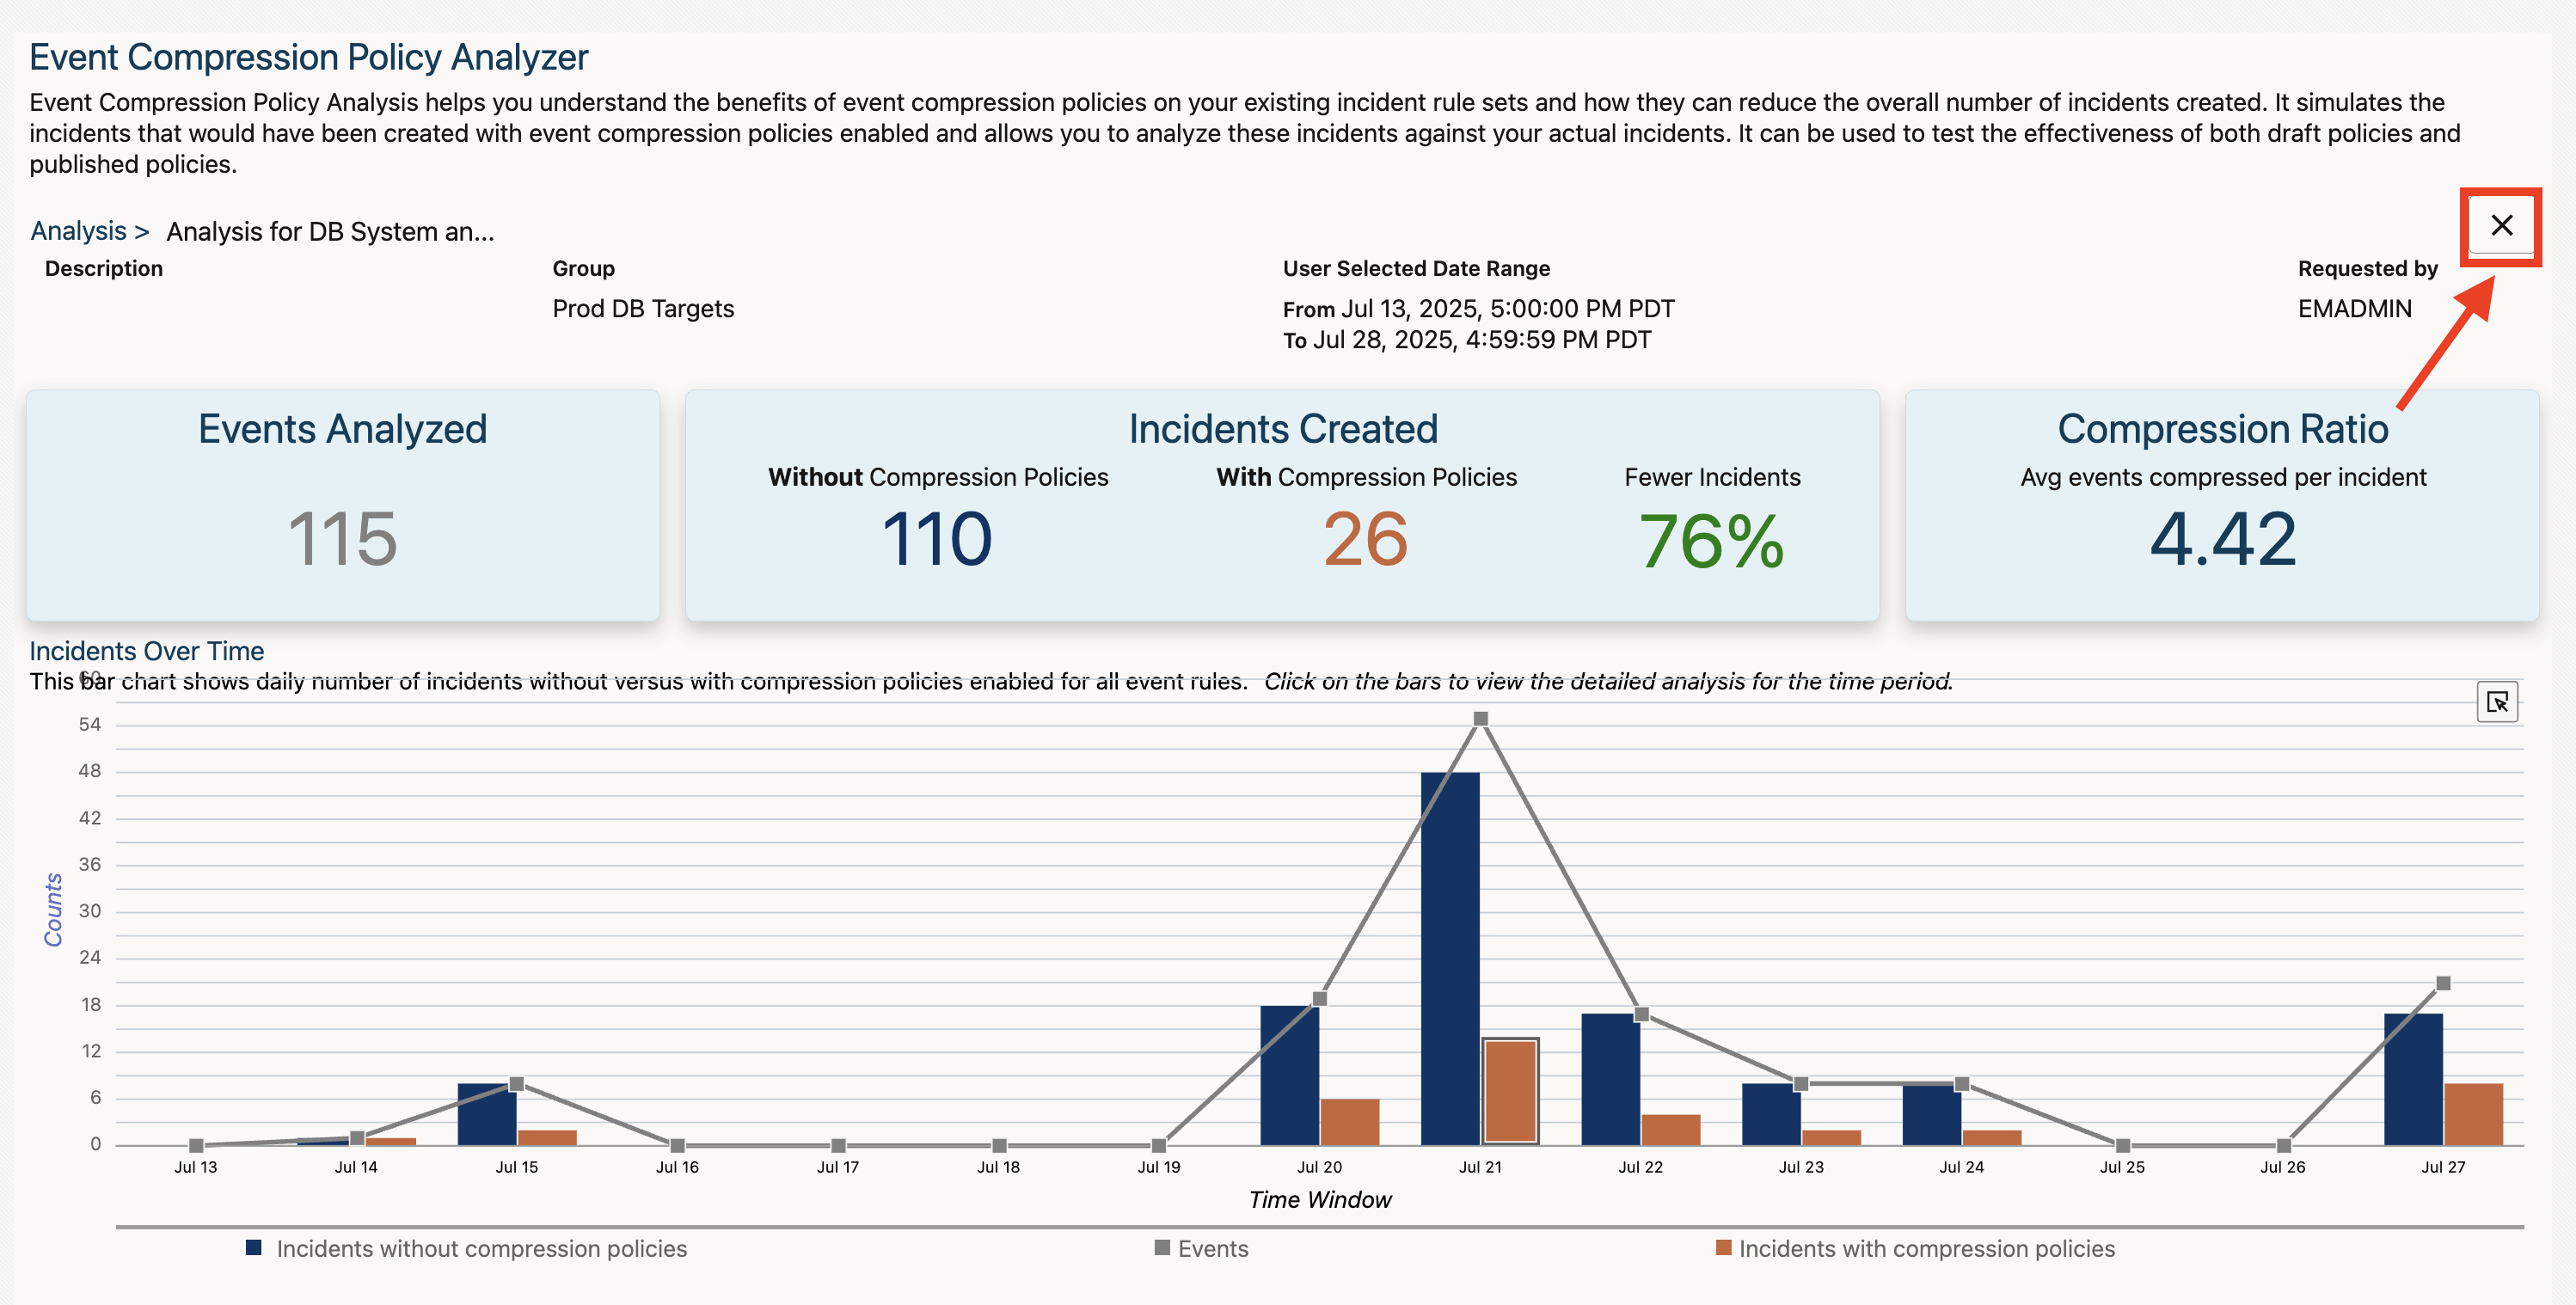 Event Compression Policy Analyzer
Event Compression Policy Analysis helps you understand the benefits of event compression policies on your existing incident rule sets and how they can reduce the overall number of incidents created. It simulates the
incidents that would have been created with event compression policies enabled and allows you to analyze these incidents against your actual incidents. It can be used to test the effectiveness of both draft policies and
published policies.
Analysis > Analysis for DB System an...
Description Group User Selected Date Range Requested by
Prod DB Targets From Jul 13, 2025, 5:00:00 PM PDT EMADMIN
To Jul 28, 2025, 4:59:59 PM PDT
Events Analyzed
115
Incidents Created
Without Compression Policies With Compression Policies Fewer Incidents
110 26 76%
Compression Ratio
Avg events compressed per incident
4.42
Incidents Over Time
This bar chart shows daily number of incidents without versus with compression policies enabled for all event rules. Click on the bars to view the detailed analysis for the time period.
60
54
48
42
36
30
24
18
12
6
0
Counts
Jul 13 Jul 14 Jul 15 Jul 16 Jul 17 Jul 18 Jul 19 Jul 20 Jul 21 Jul 22 Jul 23 Jul 24 Jul 25 Jul 26 Jul 27
Time Window
Incidents without compression policies Events Incidents with compression policies